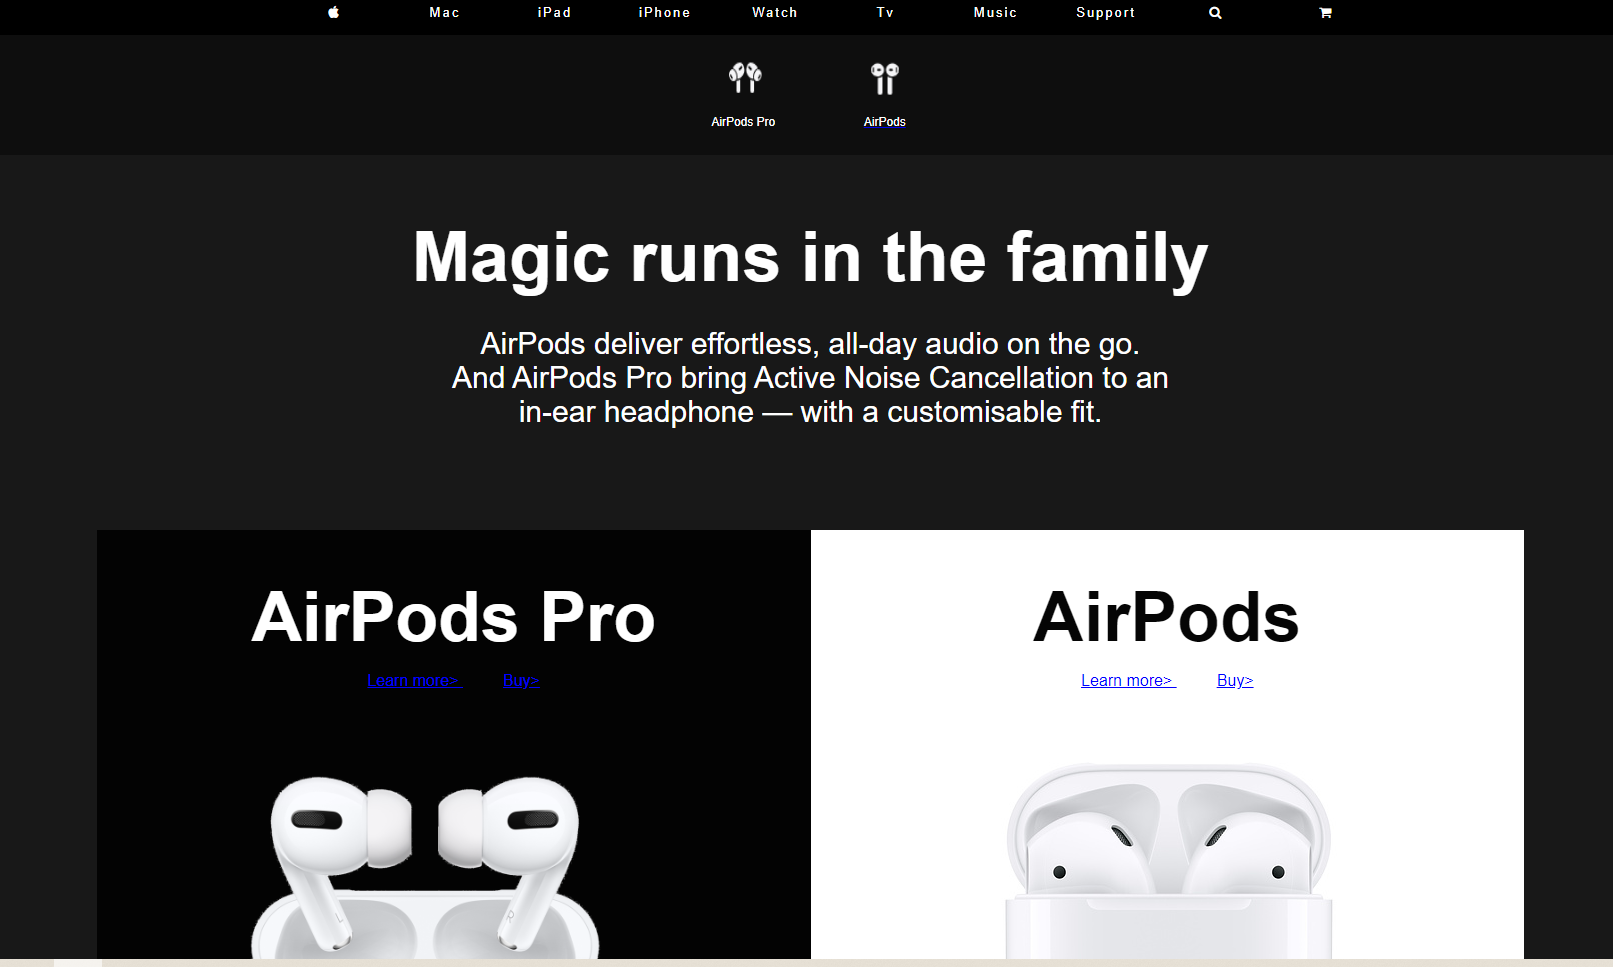 Mac iPad iPhone Watch Tv Music Support
AirPods Pro AirPods
Magic runs in the family
AirPods deliver effortless, all-day audio on the go.
And AirPods Pro bring Active Noise Cancellation to an
in-ear headphone — with a customisable fit.
AirPods Pro
Learn more> Buy>
AirPods
Learn more> Buy>
L
R